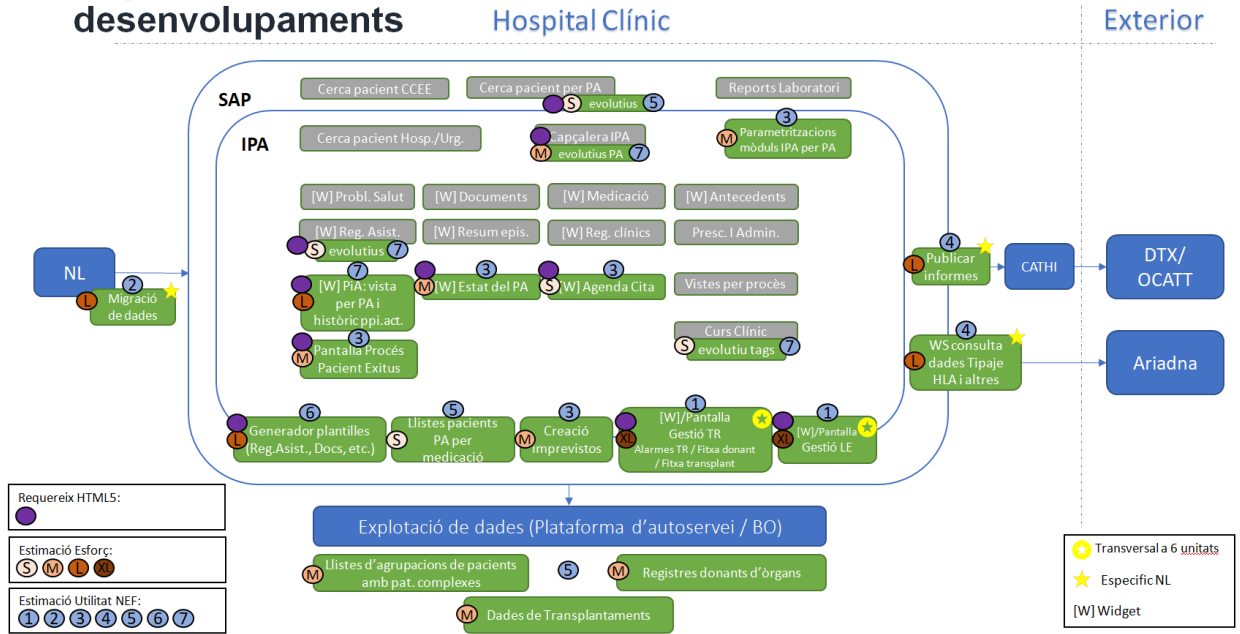 desenvolupaments
Hospital Clínic
Exterior
SAP
Cerca pacient CCEE
Cerca pacient per PA
S evolutius 5
Reports Laboratori
IPA
Cerca pacient Hosp./Urg.
Capçalera IPA
M evolutius PA 7
3
M Parametritzacions
mòduls IPA per PA
[W] Probl. Salut
[W] Documents
[W] Medicació
[W] Antecedents
[W] Reg. Asist.
S evolutius 7
[W] Resum epis.
[W] Reg. clínics
Presc. I Admin.
NL
2
L Migració
de dades
7
[W] PiA: vista
L per PA i
històric ppi.act.
3
M [W] Estat del PA
3
S [W] Agenda Cita
Vistes per procès
3
Pantalla Procés
M Pacient Exitus
Curs Clínic
S evolutiu tags 7
4
L Publicar
informes
CATHI
DTX/
OCATT
4
WS consulta
L dades Tipaje
HLA i altres
Ariadna
6
Generador plantilles
L (Reg.Asist., Docs, etc.)
5
Llistes pacients
S PA per
medicació
3
M Creació
imprevistos
1
[W]/Pantalla
XL Gestió TR
Alarmes TR / Fitxa donant
/ Fitxa transplant
1
[W]/Pantalla
XL Gestió LE
Explotació de dades (Plataforma d'autoservei / BO)
M Llistes d'agrupacions de pacients
amb pat. complexes
5
M Registres donants d'òrgans
M Dades de Transplantaments
Requereix HTML5:
Estimació Esforç:
S M L XL
Estimació Utilitat NEF:
1 2 3 4 5 6 7
Transversal a 6 unitats
Especific NL
[W] Widget